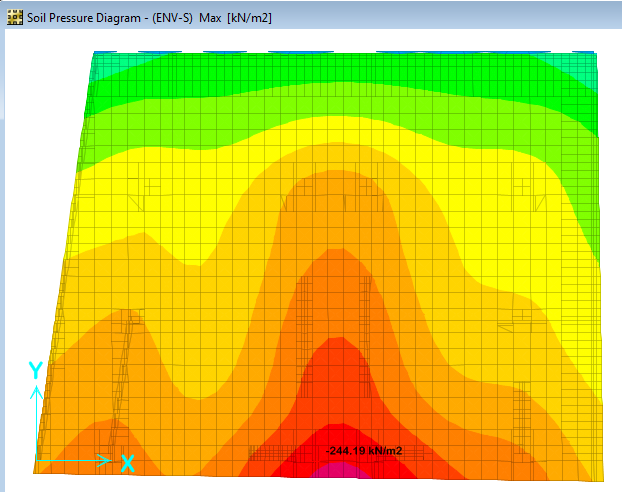 Soil Pressure Diagram - (ENV-S)  Max  [kN/m2]
Y
-244.19 kN/m2
X